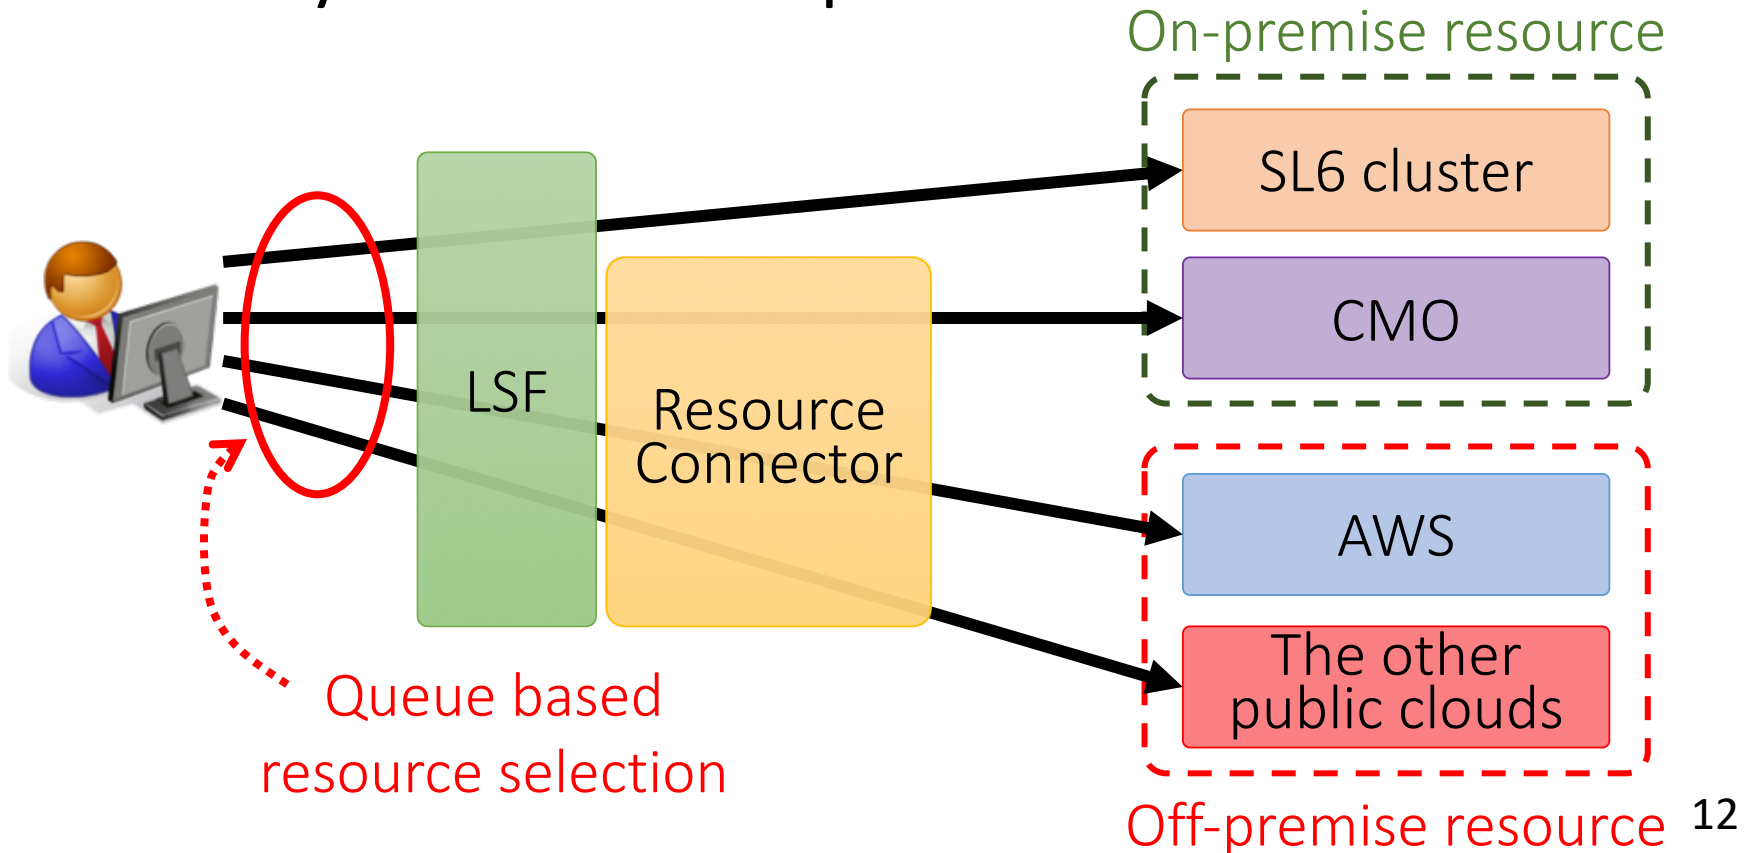 On-premise resource
SL6 cluster
CMO
LSF
Resource
Connector
AWS
The other
public clouds
Queue based
resource selection
Off-premise resource
12